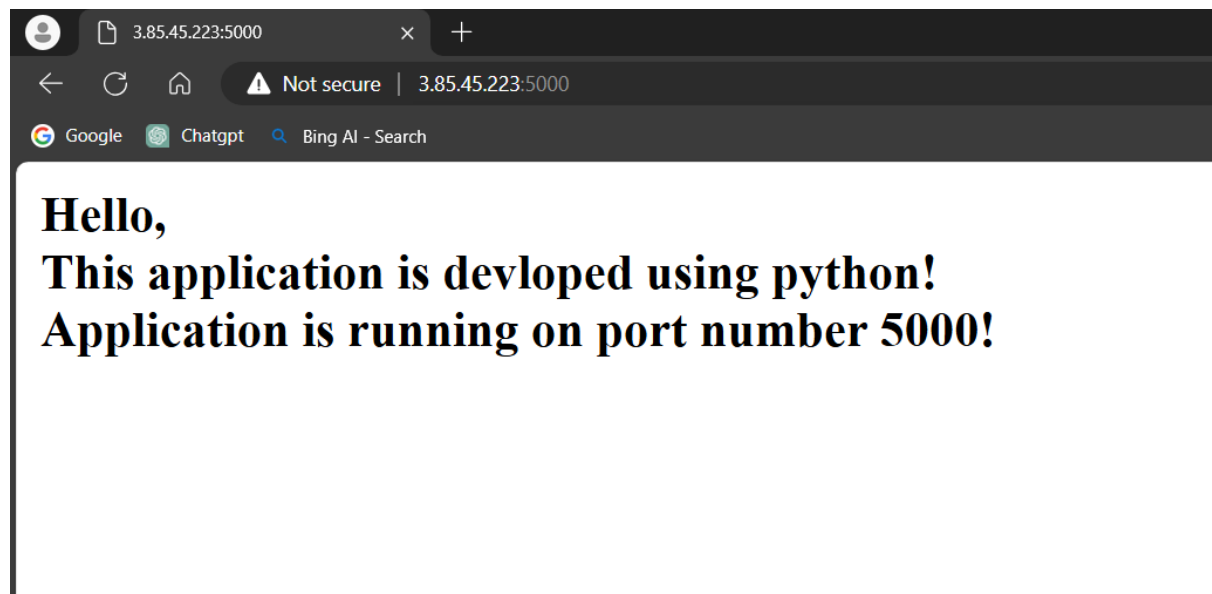 3.85.45.223:5000
Not secure | 3.85.45.223:5000
Google Chatgpt Bing AI - Search
Hello,
This application is devloped using python!
Application is running on port number 5000!